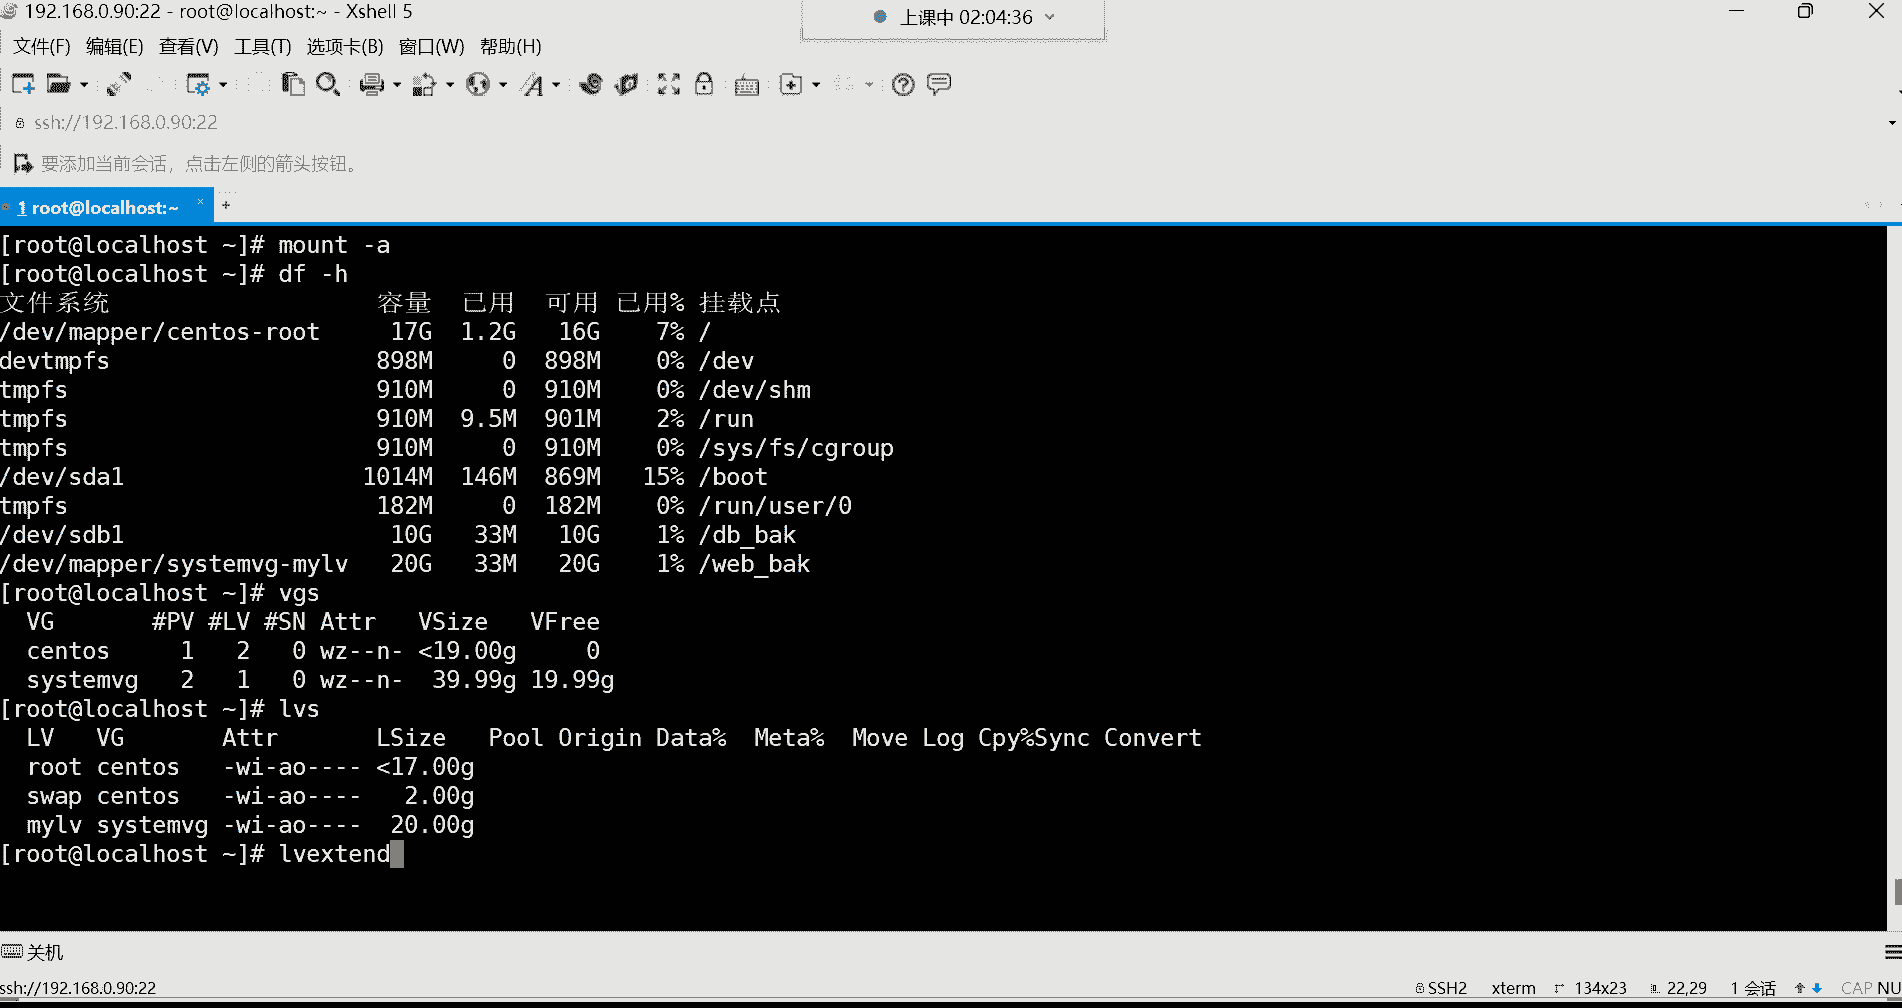 192.168.0.90:22 - root@localhost:~ - Xshell 5
上课中 02:04:36
文件(F) 编辑(E) 查看(V) 工具(T) 选项卡(B) 窗口(W) 帮助(H)
ssh://192.168.0.90:22
要添加当前会话，点击左侧的箭头按钮。
1 root@localhost:~ × +
[root@localhost ~]# mount -a
[root@localhost ~]# df -h
文件系统 容量 已用 可用 已用% 挂载点
/dev/mapper/centos-root 17G 1.2G 16G 7% /
devtmpfs 898M 0 898M 0% /dev
tmpfs 910M 0 910M 0% /dev/shm
tmpfs 910M 9.5M 901M 2% /run
tmpfs 910M 0 910M 0% /sys/fs/cgroup
/dev/sda1 1014M 146M 869M 15% /boot
tmpfs 182M 0 182M 0% /run/user/0
/dev/sdb1 10G 33M 10G 1% /db_bak
/dev/mapper/systemvg-mylv 20G 33M 20G 1% /web_bak
[root@localhost ~]# vgs
VG #PV #LV #SN Attr VSize VFree
centos 1 2 0 wz--n- <19.00g 0
systemvg 2 1 0 wz--n- 39.99g 19.99g
[root@localhost ~]# lvs
LV VG Attr LSize Pool Origin Data% Meta% Move Log Cpy%Sync Convert
root centos -wi-ao---- <17.00g
swap centos -wi-ao---- 2.00g
mylv systemvg -wi-ao---- 20.00g
[root@localhost ~]# lvextend
关机
ssh://192.168.0.90:22 SSH2 xterm 134x23 22,29 1 会话 CAP NU